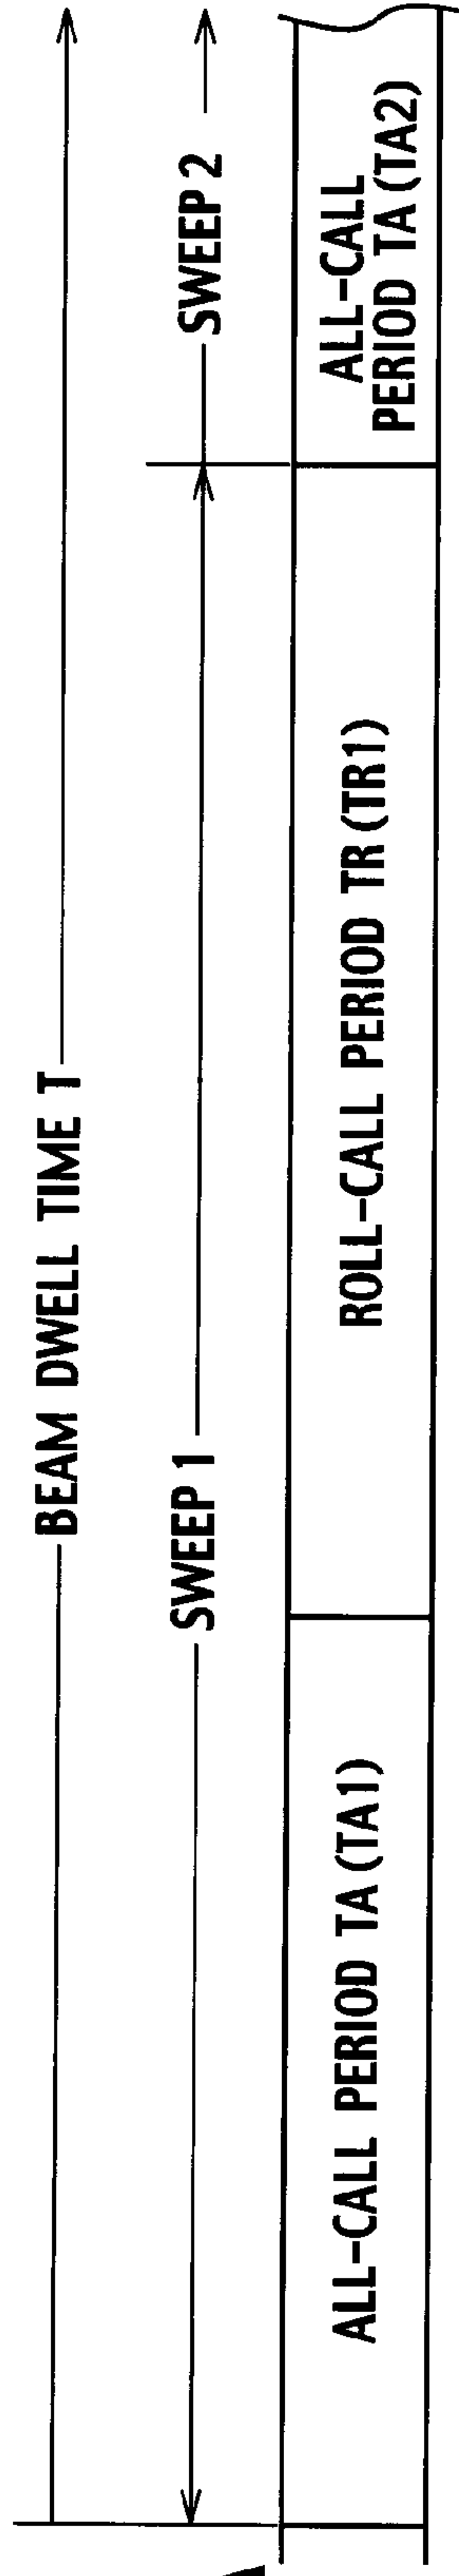 BEAM DWELL TIME T
SWEEP 1
SWEEP 2
ALL-CALL PERIOD TA(TA1)
ROLL-CALL PERIOD TR(TR1)
ALL-CALL
PERIOD TA(TA2)